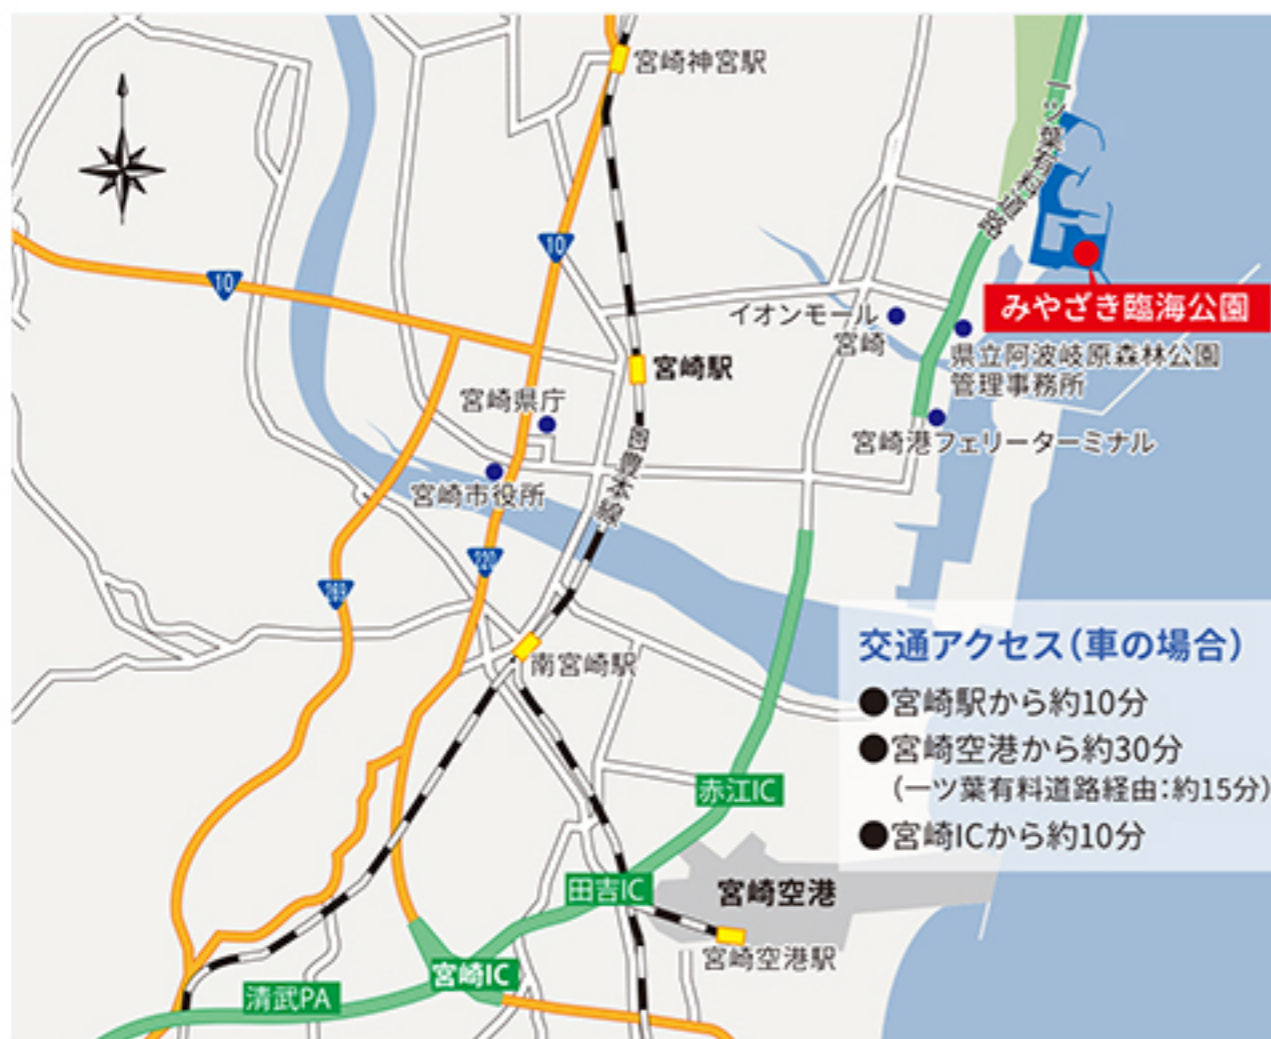 宮崎神宮駅
一ツ葉有料道路
10
10
みやざき臨海公園
イオンモール
宮崎
県立阿波岐原森林公園
管理事務所
宮崎駅
宮崎県庁
宮崎港フェリーターミナル
日豊本線
宮崎市役所
220
269
南宮崎駅
交通アクセス（車の場合）
●宮崎駅から約10分
●宮崎空港から約30分
（一ツ葉有料道路経由：約15分）
●宮崎ICから約10分
赤江IC
田吉IC
宮崎空港
宮崎空港駅
宮崎IC
清武PA